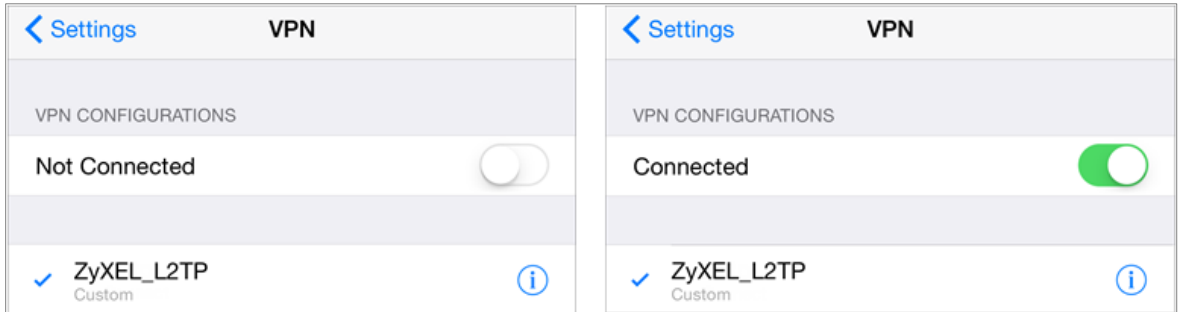 Settings VPN
VPN CONFIGURATIONS
Not Connected
ZyXEL_L2TP
Custom
Settings VPN
VPN CONFIGURATIONS
Connected
ZyXEL_L2TP
Custom